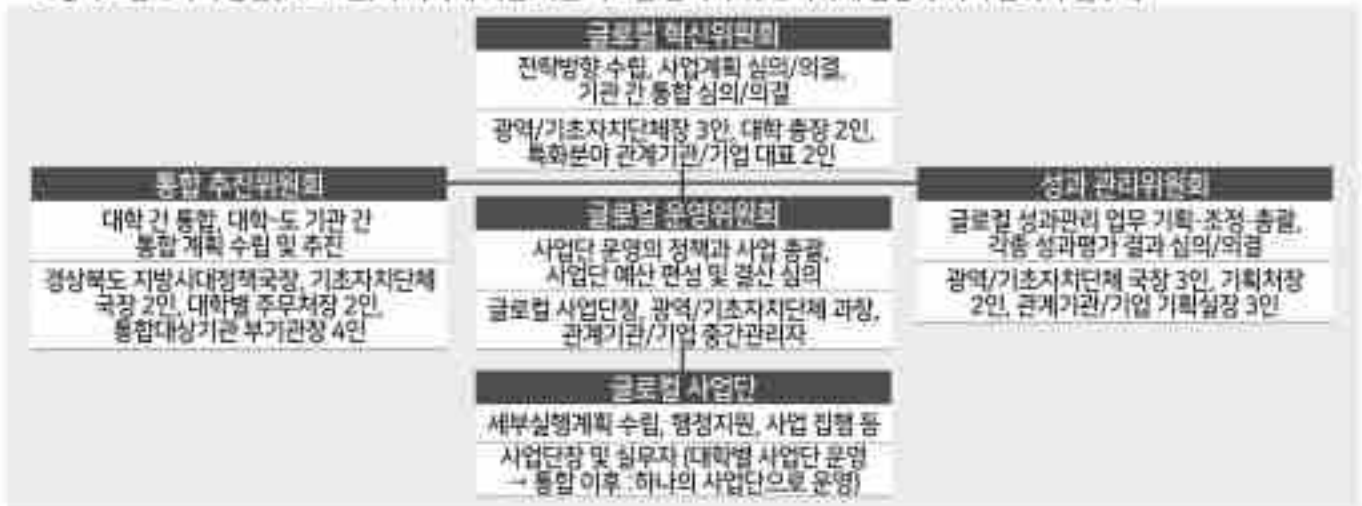 글로컬 혁신위원회
전략방향 수립, 사업계획 심의/의결,
기관 간 통합 심의/의결
광역/기초자치단체장 3인, 대학 총장 2인,
특화분야 관계기관/기업 대표 2인
통합 추진위원회
대학 간 통합, 대학-도 기관 간
통합 계획 수립 및 추진
경상북도 지방시대정책국장, 기초자치단체
국장 2인, 대학별 주무처장 2인,
통합대상기관 부기관장 4인
글로컬 운영위원회
사업단 운영의 정책과 사업 총괄,
사업단 예산 편성 및 결산 심의
글로컬 사업단장, 광역/기초자치단체 과장,
관계기관/기업 중간관리자
성과 관리위원회
글로컬 성과관리 업무 기획·조정·총괄,
각종 성과평가 결과 심의/의결
광역/기초자치단체 국장 3인, 기획처장
2인, 관계기관/기업 기획실장 3인
글로컬 사업단
세부실행계획 수립, 행정지원, 사업 집행 등
사업단장 및 실무자 (대학별 사업단 운영
→ 통합 이후 :하나의 사업단으로 운영)